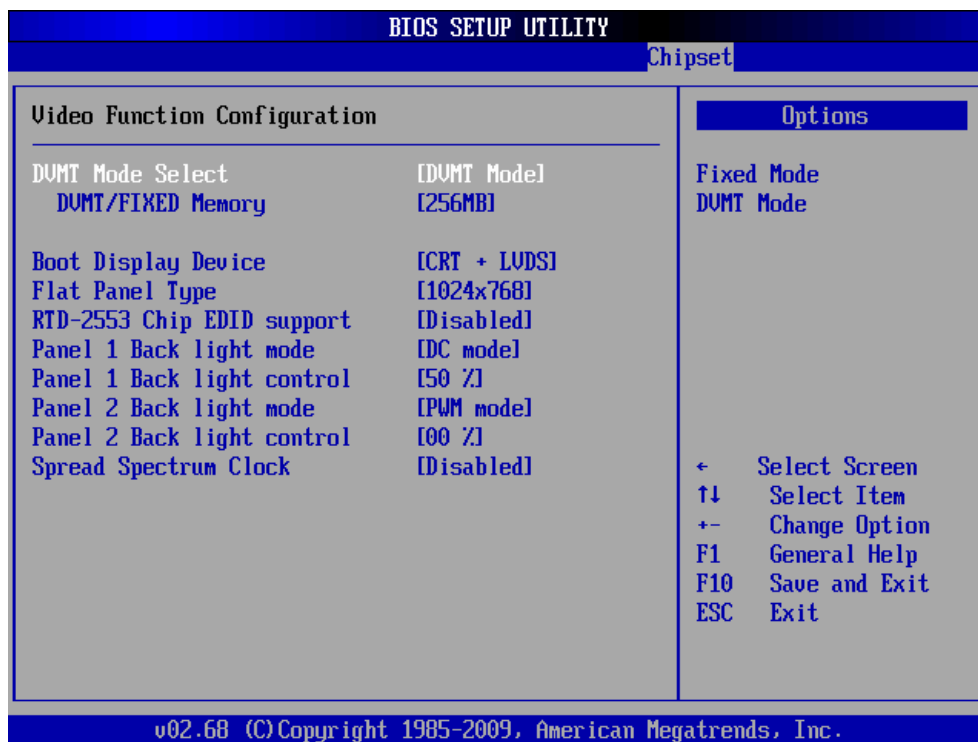 BIOS SETUP UTILITY
Chipset
Video Function Configuration
DVMT Mode Select [DVMT Mode]
DVMT/FIXED Memory [256MB]
Boot Display Device [CRT + LVDS]
Flat Panel Type [1024x768]
RTD-2553 Chip EDID support [Disabled]
Panel 1 Back light mode [DC mode]
Panel 1 Back light control [50 %]
Panel 2 Back light mode [PWM mode]
Panel 2 Back light control [00 %]
Spread Spectrum Clock [Disabled]
Options
Fixed Mode
DVMT Mode
← Select Screen
↑↓ Select Item
+- Change Option
F1 General Help
F10 Save and Exit
ESC Exit
v02.68 (C)Copyright 1985-2009, American Megatrends, Inc.